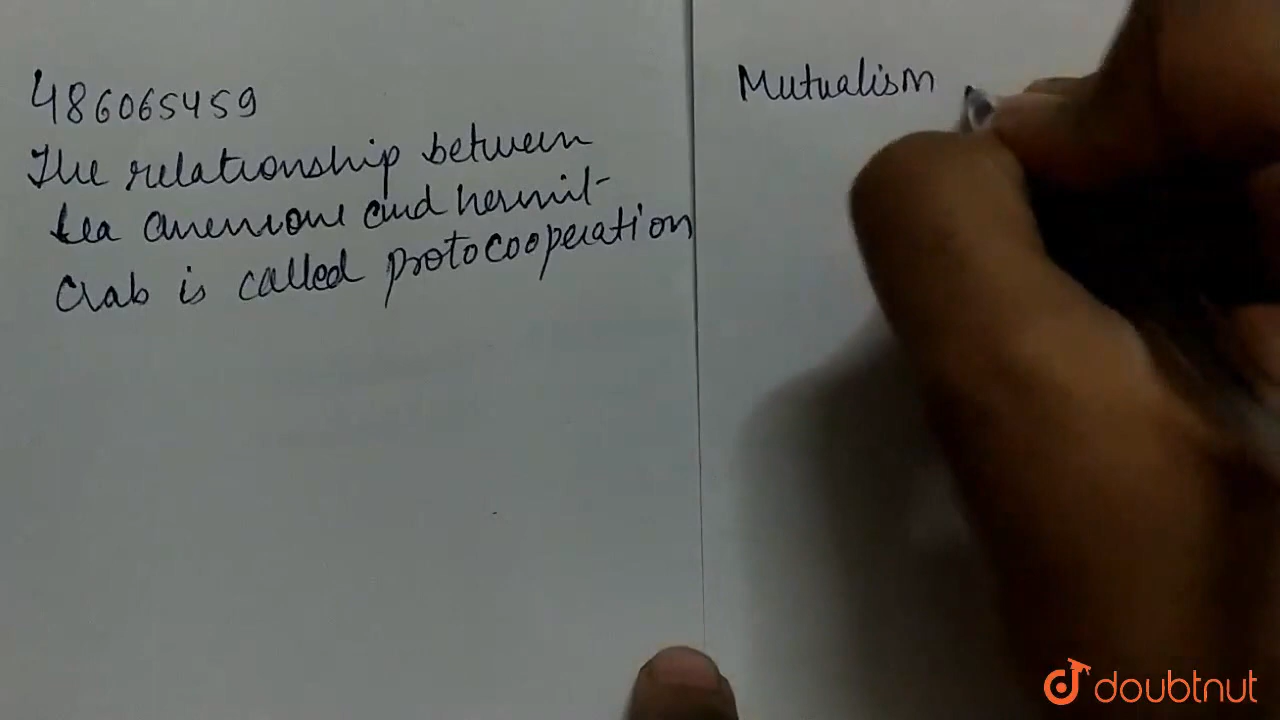 486065459
The relationship between
sea anemone and hermit-
crab is called protocooperation
Mutualism
doubtnut